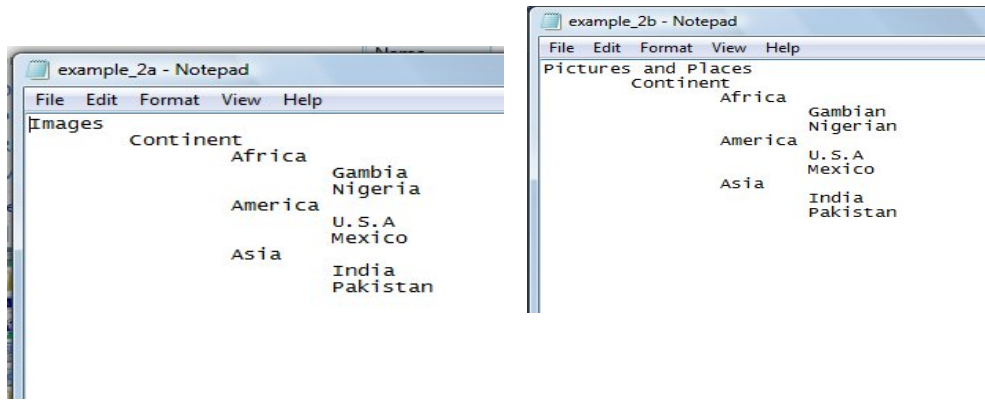 example_2a - Notepad
File Edit Format View Help
Images
Continent
Africa
Gambia
Nigeria
America
U.S.A
Mexico
Asia
India
Pakistan
example_2b - Notepad
File Edit Format View Help
Pictures and Places
Continent
Africa
Gambian
Nigerian
America
U.S.A
Mexico
Asia
India
Pakistan